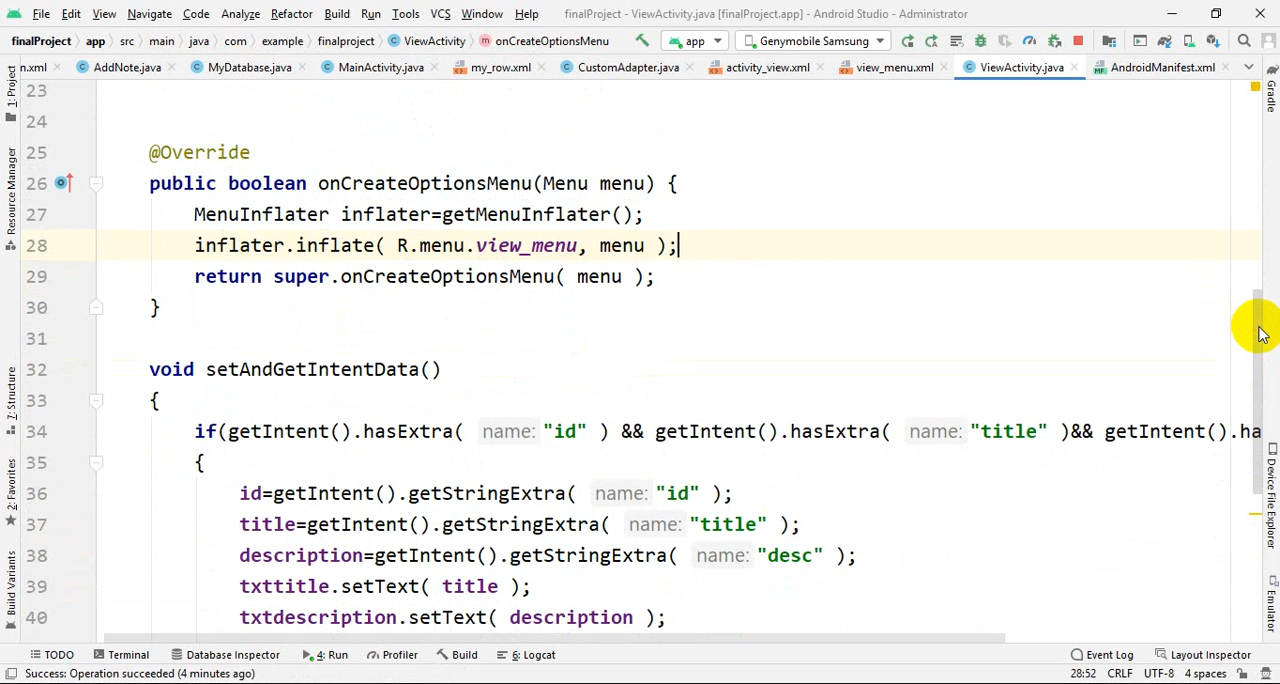 File Edit View Navigate Code Analyze Refactor Build Run Tools VCS Window Help finalProject - ViewActivity.java [finalProject.app] - Android Studio - Administrator
finalProject app src main java com example finalproject ViewActivity onCreateOptionsMenu app Genymobile Samsung
n.xml AddNote.java MyDatabase.java MainActivity.java my_row.xml CustomAdapter.java activity_view.xml view_menu.xml ViewActivity.java AndroidManifest.xml
1: Project
Resource Manager
7: Structure
2: Favorites
Build Variants
23
24
25 @Override
26 public boolean onCreateOptionsMenu(Menu menu) {
27 MenuInflater inflater=getMenuInflater();
28 inflater.inflate( R.menu.view_menu, menu );
29 return super.onCreateOptionsMenu( menu );
30 }
31
32 void setAndGetIntentData()
33 {
34 if(getIntent().hasExtra( name: "id" ) && getIntent().hasExtra( name: "title" )&& getIntent().ha
35 {
36 id=getIntent().getStringExtra( name: "id" );
37 title=getIntent().getStringExtra( name: "title" );
38 description=getIntent().getStringExtra( name: "desc" );
39 txttitle.setText( title );
40 txtdescription.setText( description );
Gradle
Device File Explorer
Emulator
TODO Terminal Database Inspector 4: Run Profiler Build 6: Logcat Event Log Layout Inspector
Success: Operation succeeded (4 minutes ago) 28:52 CRLF UTF-8 4 spaces